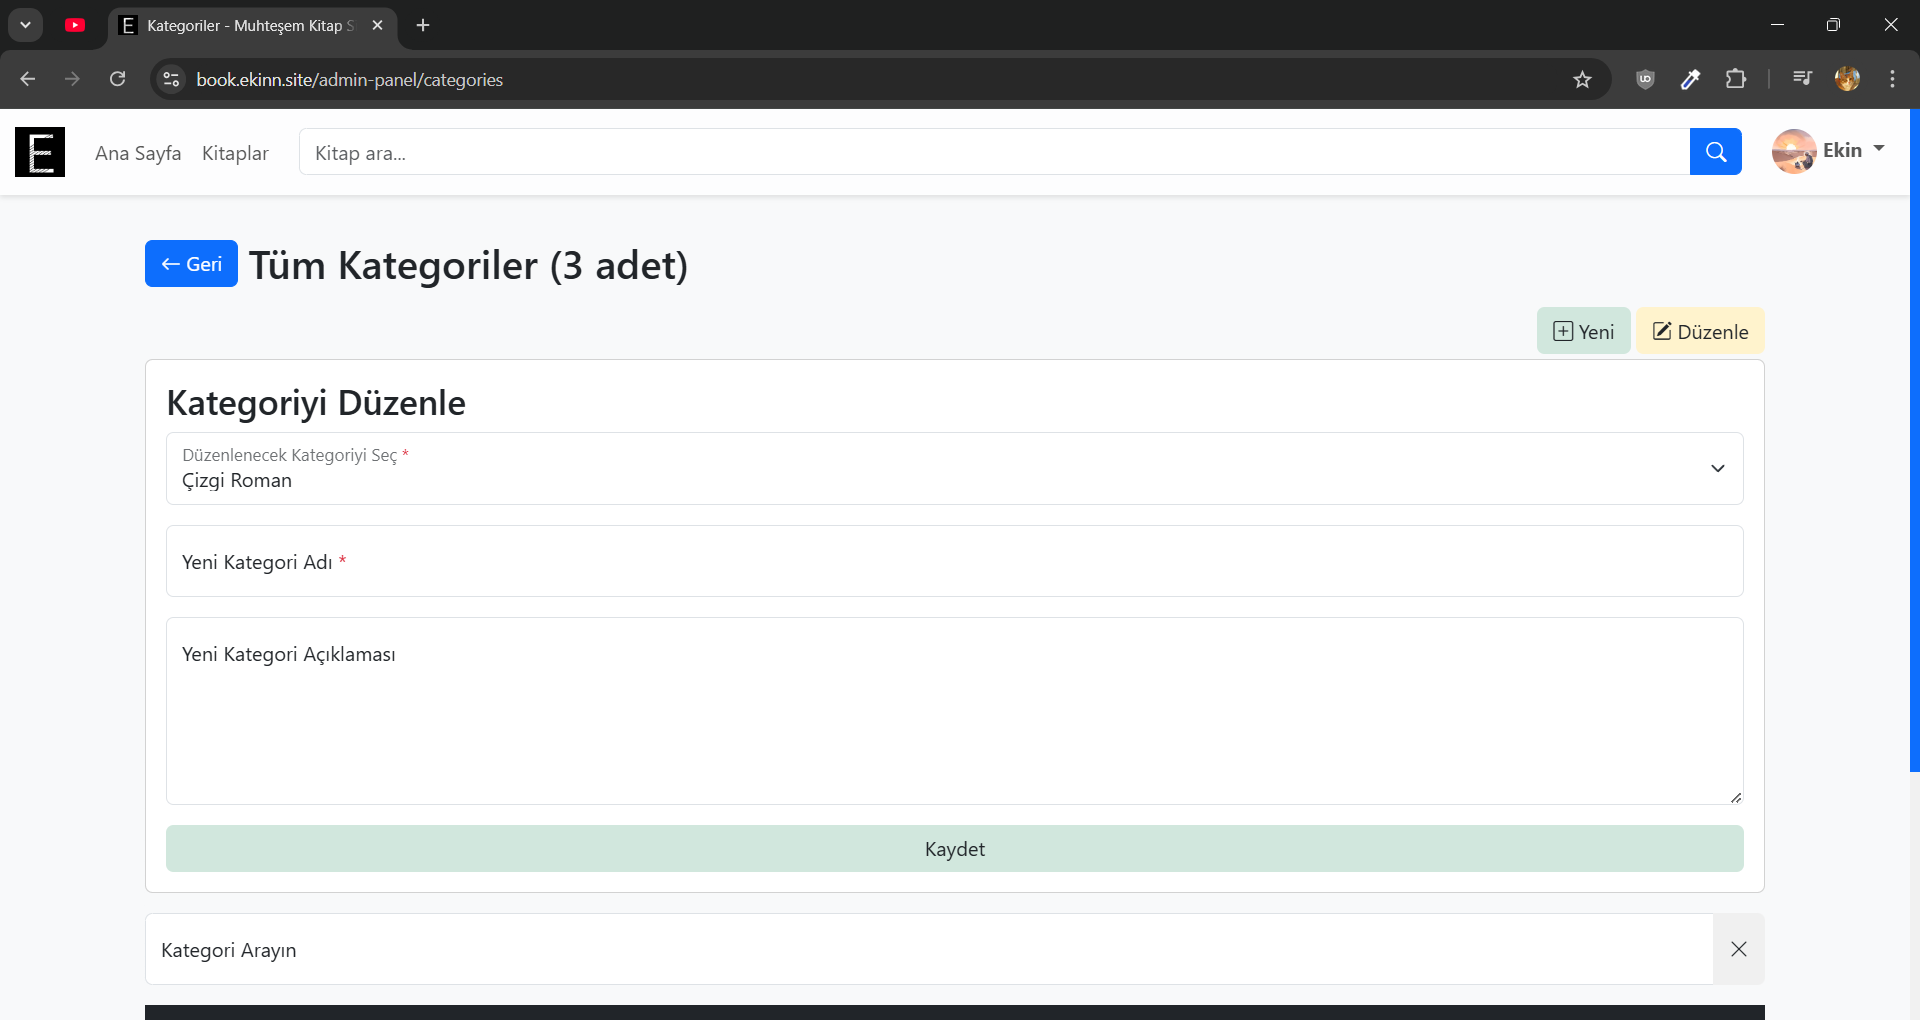 Kategoriler - Muhteşem Kitap S
book.ekinn.site/admin-panel/categories
E
Ana Sayfa
Kitaplar
Kitap ara...
Ekin
← Geri
Tüm Kategoriler (3 adet)
Yeni
Düzenle
Kategoriyi Düzenle
Düzenlenecek Kategoriyi Seç *
Çizgi Roman
Yeni Kategori Adı *
Yeni Kategori Açıklaması
Kaydet
Kategori Arayın